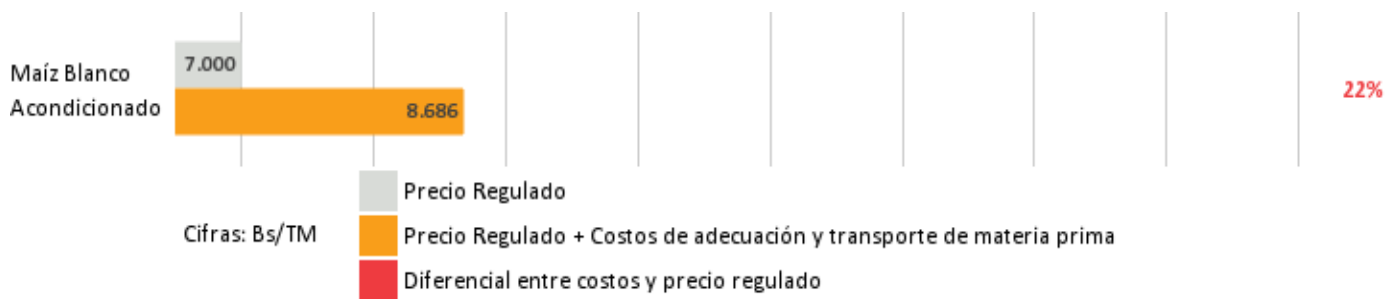 7.000
Maíz Blanco
Acondicionado
8.686
22%
Precio Regulado
Cifras: Bs/TM
Precio Regulado + Costos de adecuación y transporte de materia prima
Diferencial entre costos y precio regulado